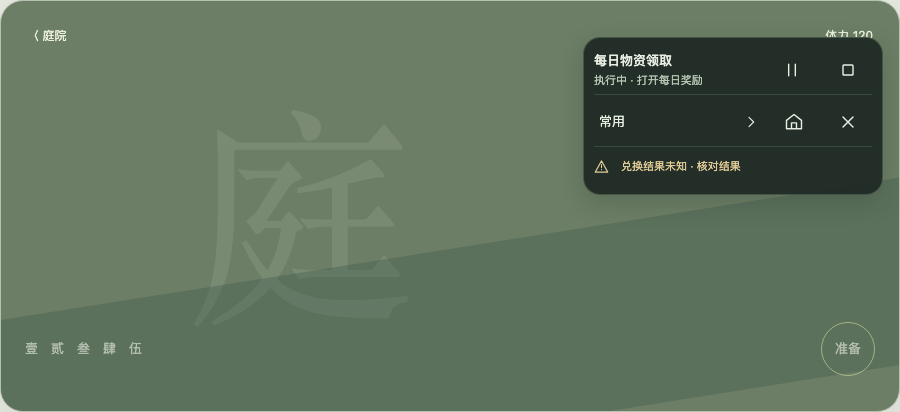 〈 庭院
体力 120
每日物资领取
执行中 · 打开每日奖励
常用
兑换结果未知 · 核对结果
庭
壹 贰 叁 肆 伍
准备